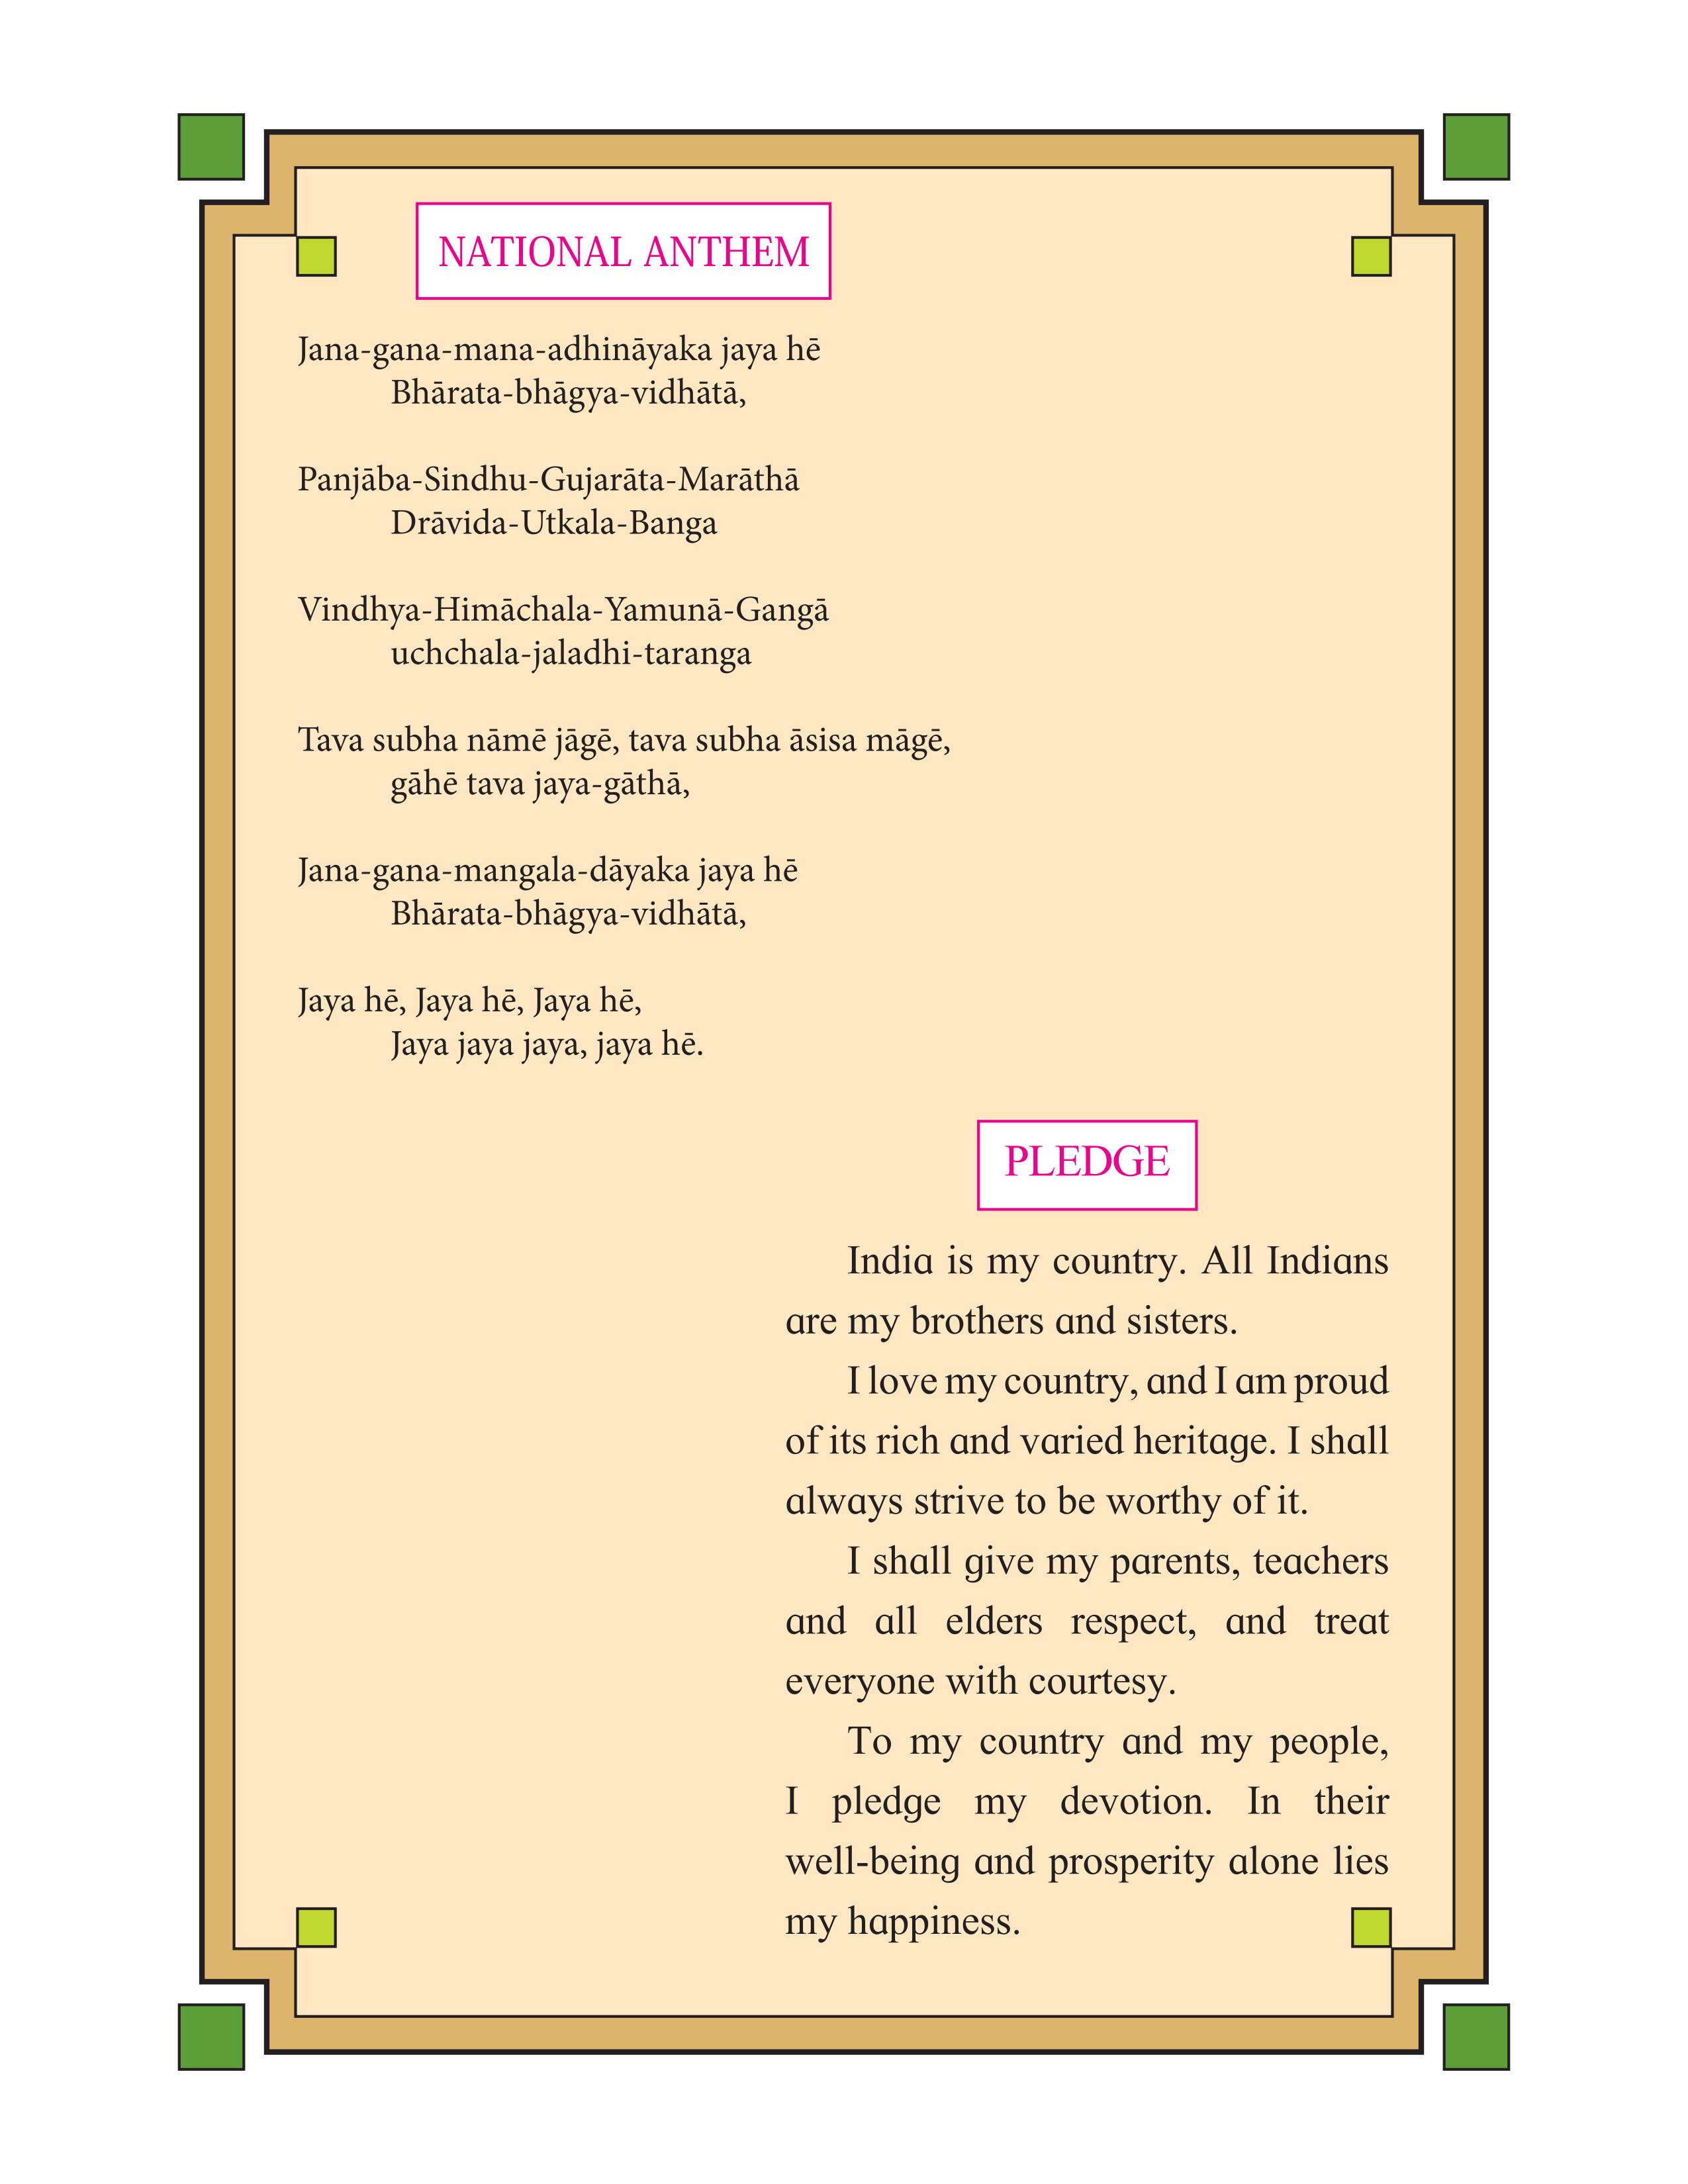 NATIONAL ANTHEM
Jana-gana-mana-adhināyaka jaya hē
Bhārata-bhāgya-vidhātā,
Panjāba-Sindhu-Gujarāta-Marāthā
Drāvida-Utkala-Banga
Vindhya-Himāchala-Yamunā-Gangā
uchchala-jaladhi-taranga
Tava subha nāmē jāgē, tava subha āsisa māgē,
gāhē tava jaya-gāthā,
Jana-gana-mangala-dāyaka jaya hē
Bhārata-bhāgya-vidhātā,
Jaya hē, Jaya hē, Jaya hē,
Jaya jaya jaya, jaya hē.
PLEDGE
India is my country. All Indians
are my brothers and sisters.
I love my country, and I am proud
of its rich and varied heritage. I shall
always strive to be worthy of it.
I shall give my parents, teachers
and all elders respect, and treat
everyone with courtesy.
To my country and my people,
I pledge my devotion. In their
well-being and prosperity alone lies
my happiness.